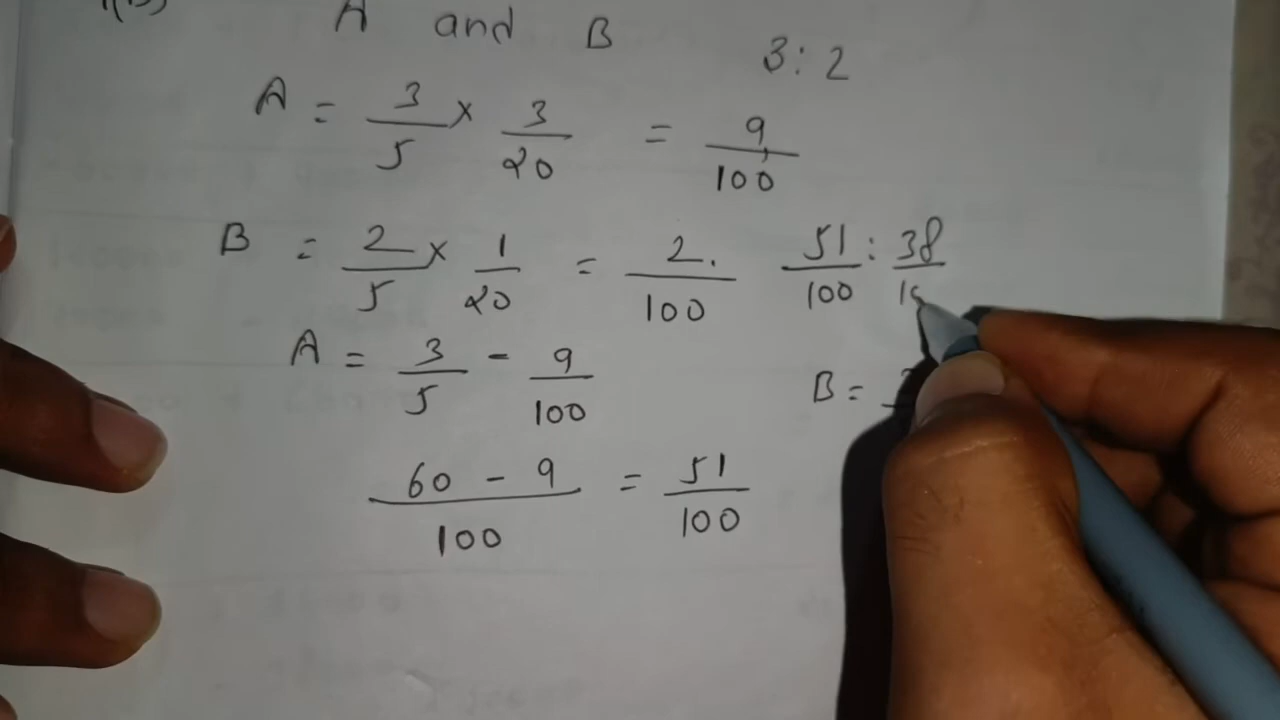 A and B 3:2
A = 3/5 × 3/20 = 9/100
B = 2/5 × 1/20 = 2/100 51/100 : 38/10
A = 3/5 - 9/100
B =
60 - 9/100 = 51/100